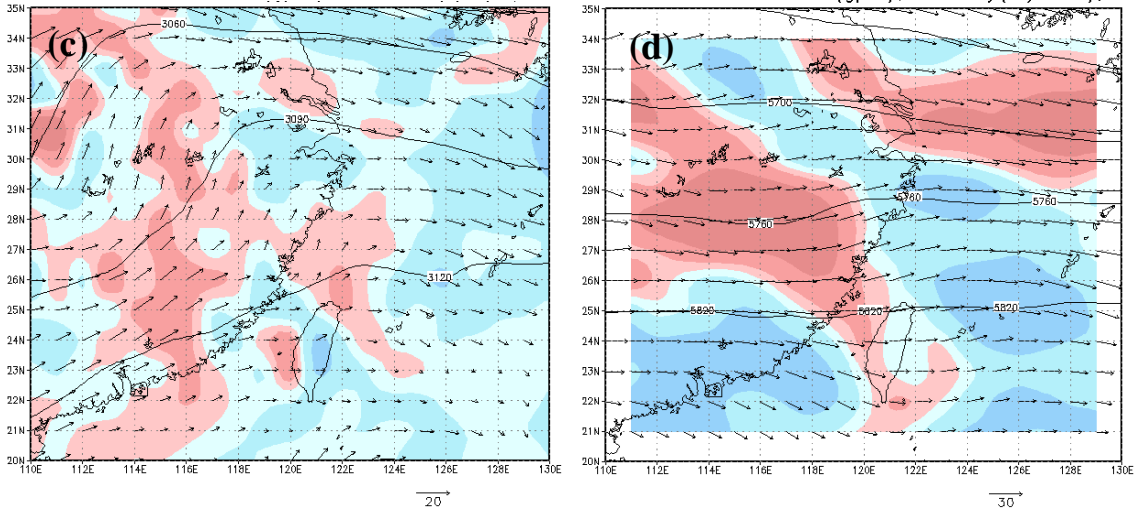 (c)
35N
34N
33N
32N
31N
30N
29N
28N
27N
26N
25N
24N
23N
22N
21N
20N
3060
3090
3120
110E 112E 114E 116E 118E 120E 122E 124E 126E 128E 130E
20
(d)
35N
34N
33N
32N
31N
30N
29N
28N
27N
26N
25N
24N
23N
22N
21N
20N
5700
5760
5760
5760
5820
5820
5820
110E 112E 114E 116E 118E 120E 122E 124E 126E 128E 130E
30